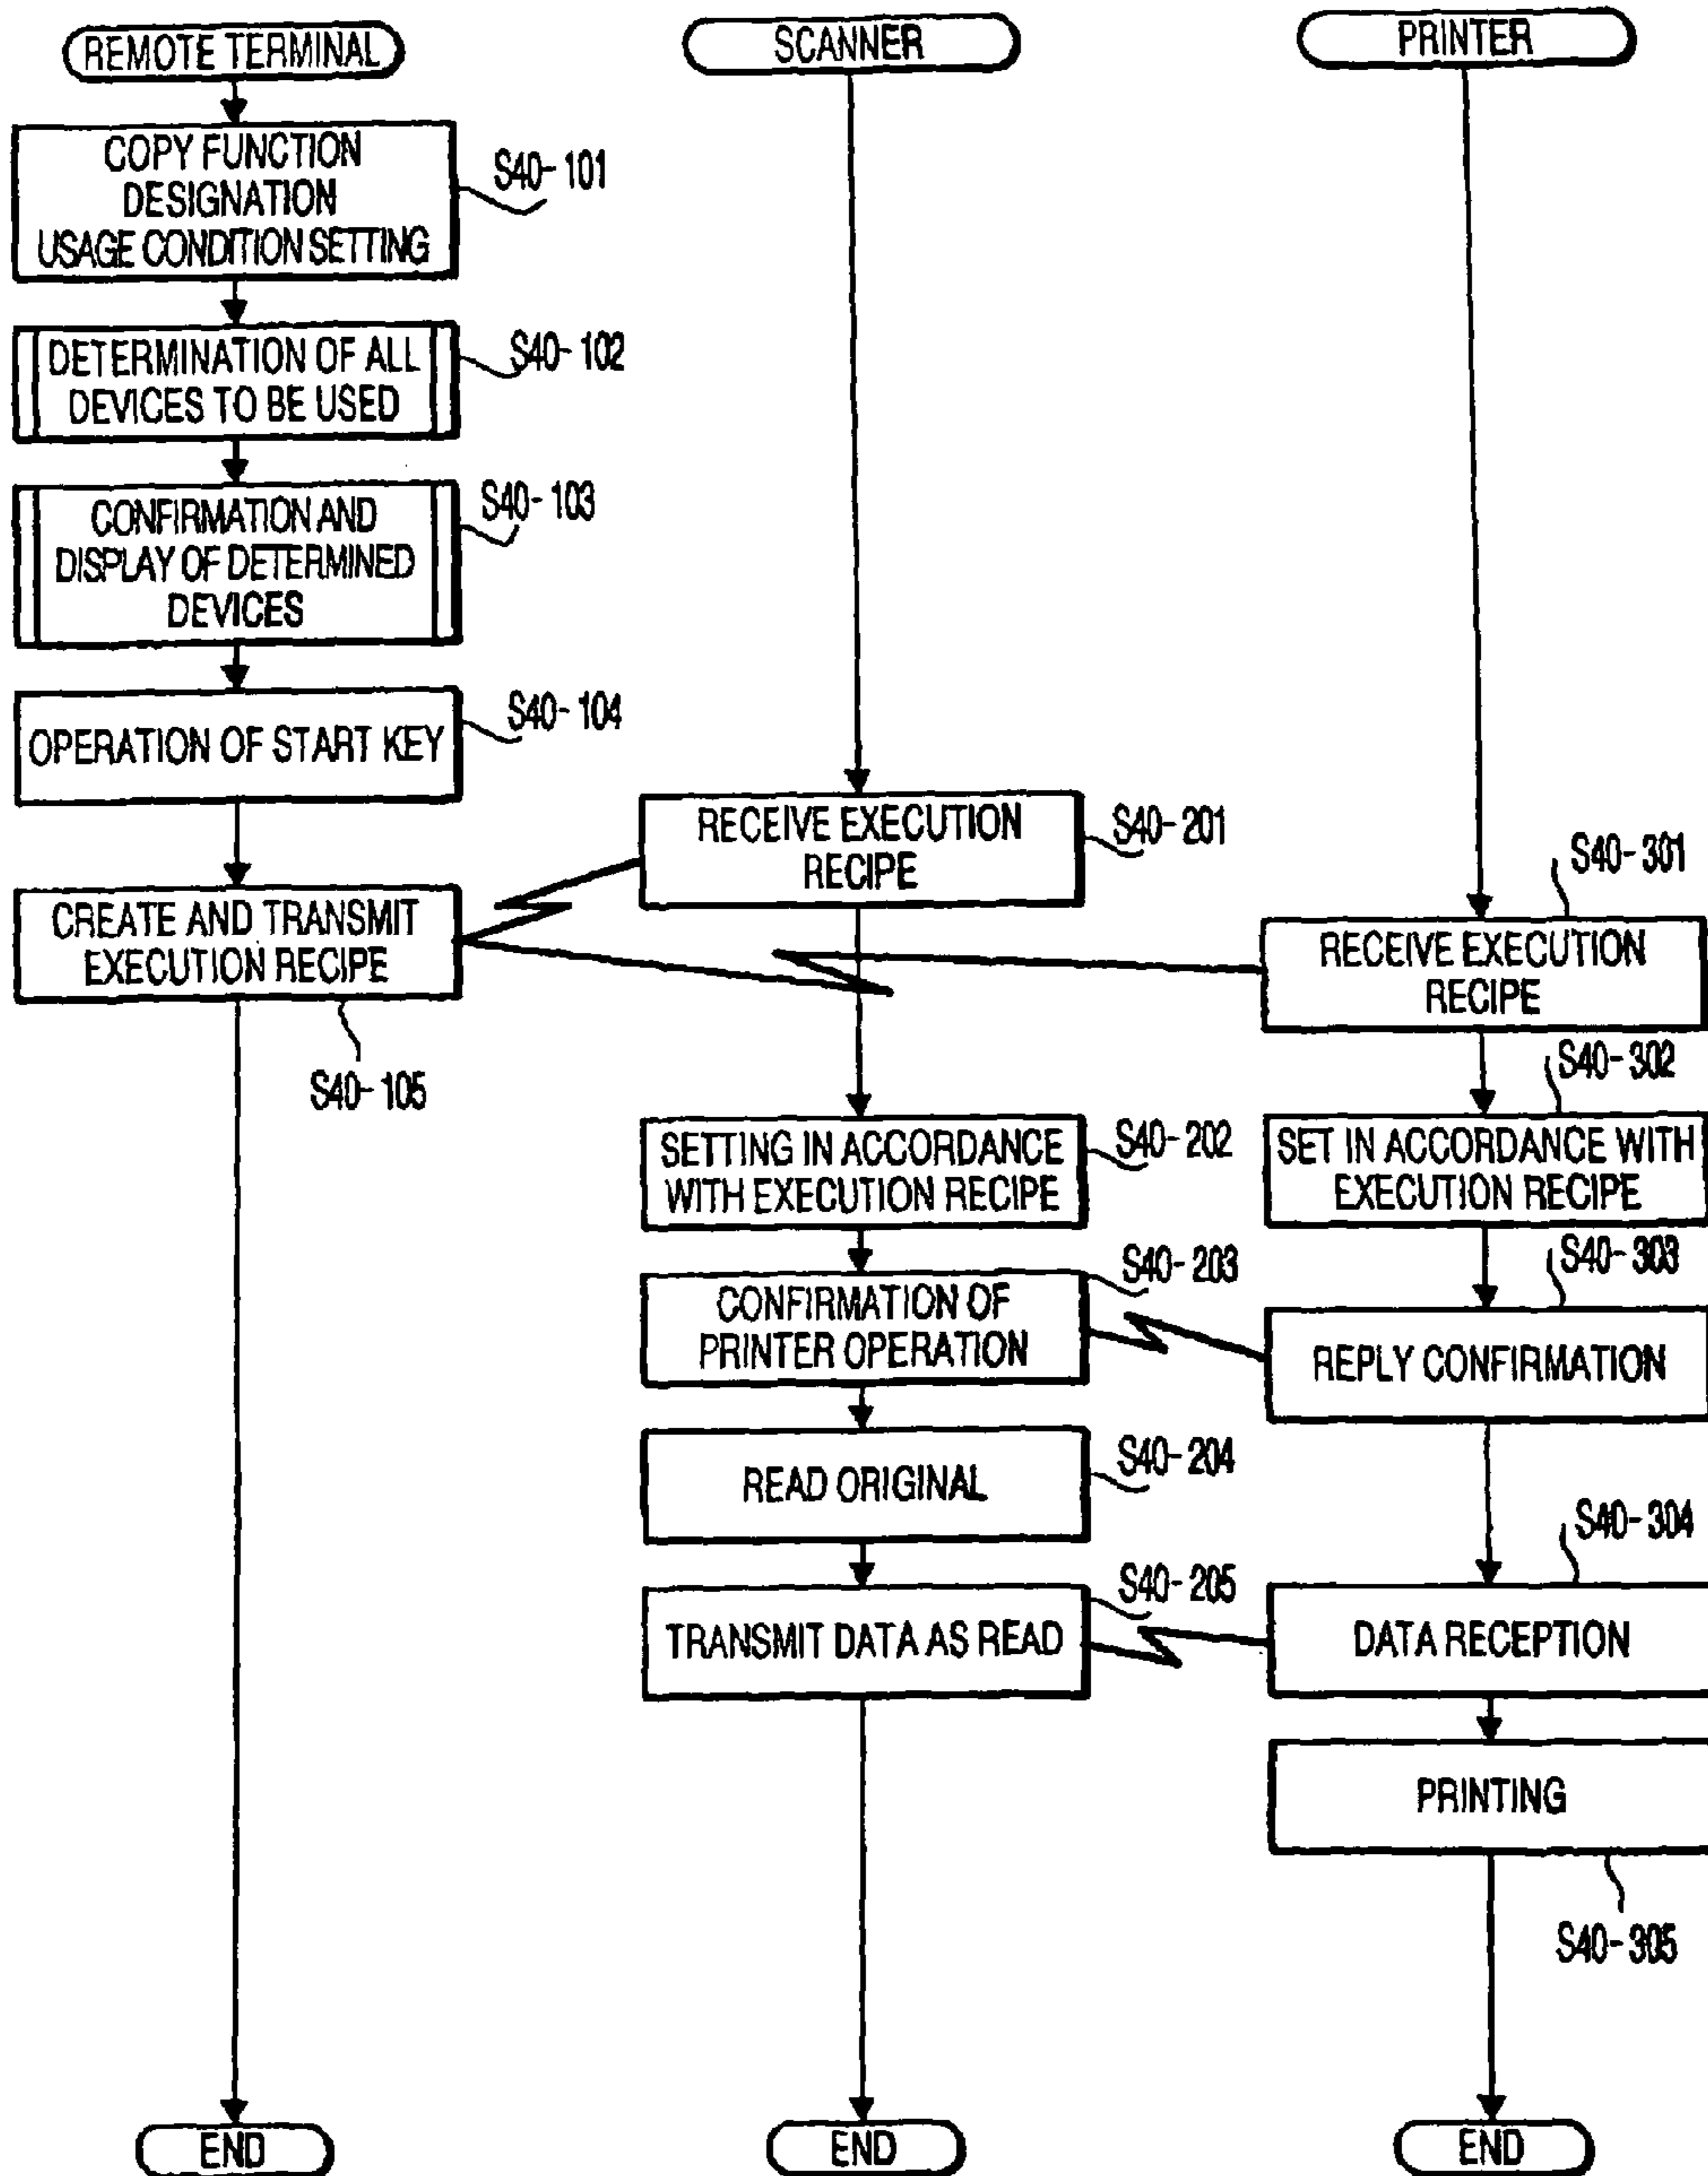 REMOTE TERMINAL
SCANNER
PRINTER
COPY FUNCTION
DESIGNATION
USAGE CONDITION SETTING
S40-101
DETERMINATION OF ALL
DEVICES TO BE USED
S40-102
CONFIRMATION AND
DISPLAY OF DETERMINED
DEVICES
S40-103
OPERATION OF START KEY
S40-104
CREATE AND TRANSMIT
EXECUTION RECIPE
S40-105
RECEIVE EXECUTION
RECIPE
S40-201
SETTING IN ACCORDANCE
WITH EXECUTION RECIPE
S40-202
CONFIRMATION OF
PRINTER OPERATION
S40-203
READ ORIGINAL
S40-204
TRANSMIT DATA AS READ
S40-205
S40-301
RECEIVE EXECUTION
RECIPE
S40-302
SET IN ACCORDANCE WITH
EXECUTION RECIPE
S40-303
REPLY CONFIRMATION
S40-304
DATA RECEPTION
PRINTING
S40-305
END
END
END